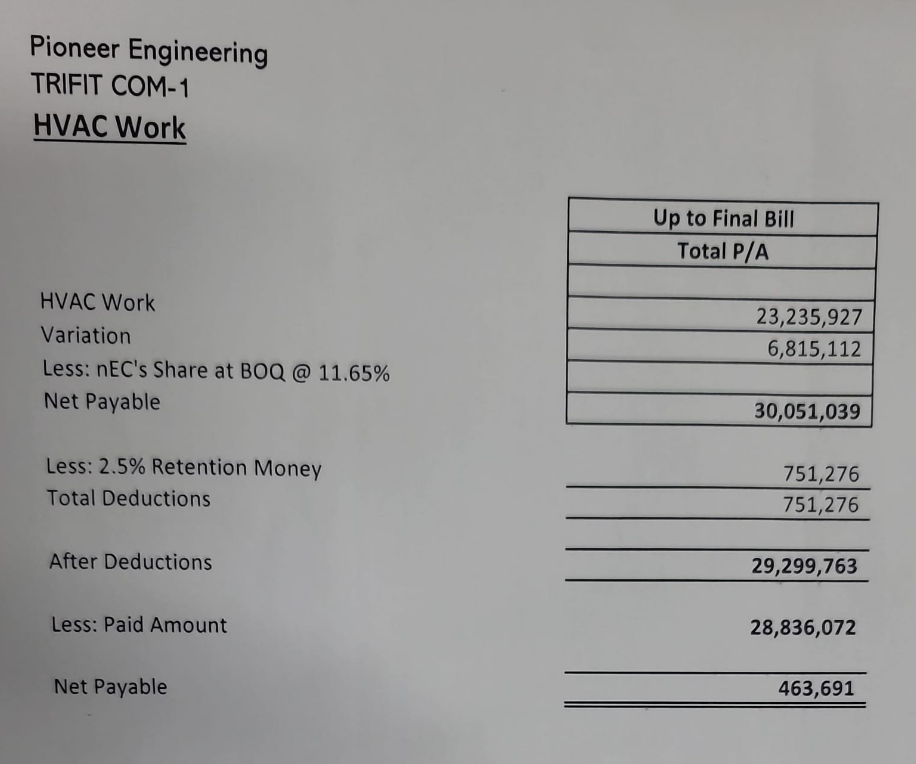 Pioneer Engineering
TRIFIT COM-1
HVAC Work
Up to Final Bill
Total P/A
HVAC Work 23,235,927
Variation 6,815,112
Less: nEC's Share at BOQ @ 11.65%
Net Payable 30,051,039
Less: 2.5% Retention Money 751,276
Total Deductions 751,276
After Deductions 29,299,763
Less: Paid Amount 28,836,072
Net Payable 463,691